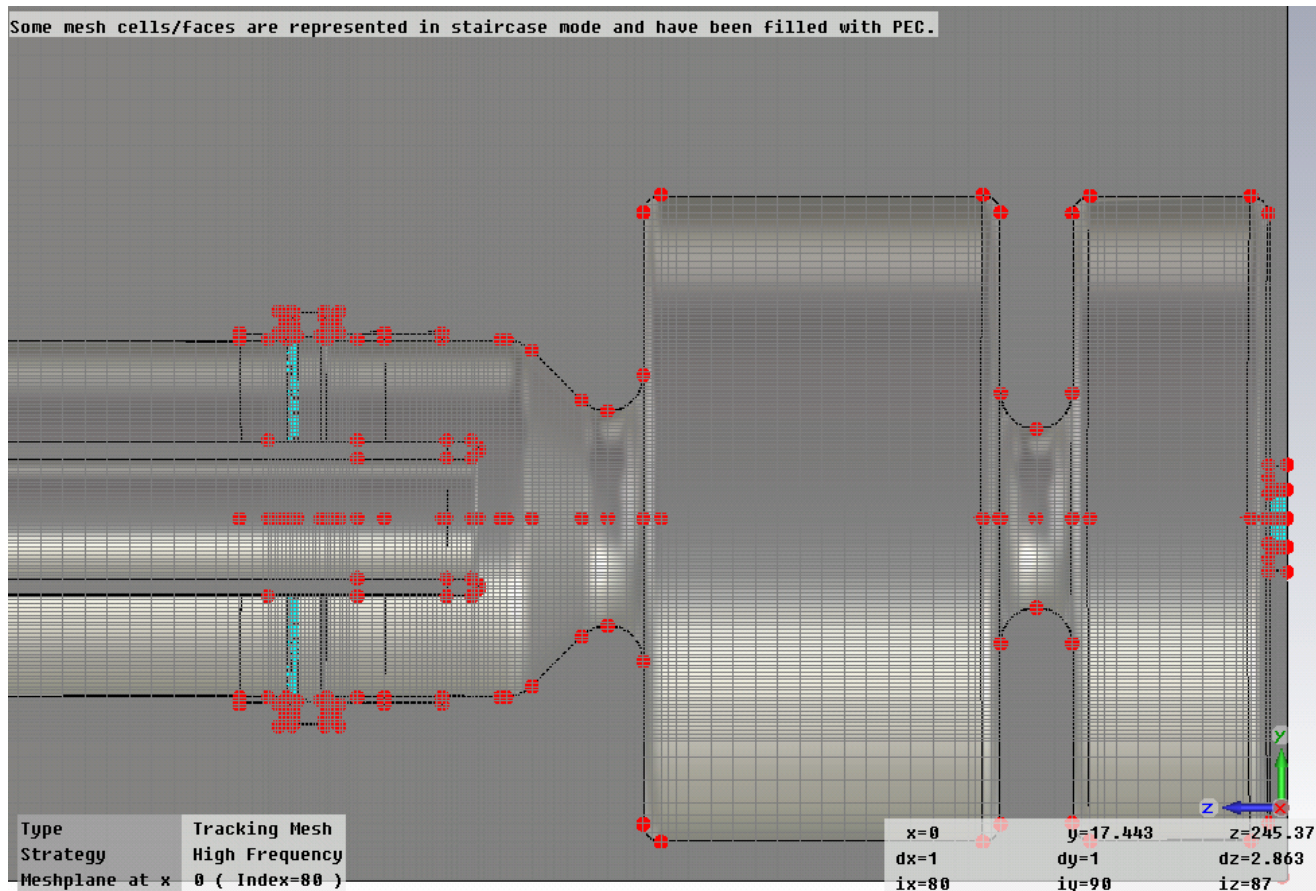 Some mesh cells/faces are represented in staircase mode and have been filled with PEC.
y
z x
Type Tracking Mesh
Strategy High Frequency
Meshplane at x 0 ( Index=80 )
x=0 y=17.443 z=245.37
dx=1 dy=1 dz=2.863
ix=80 iy=90 iz=87